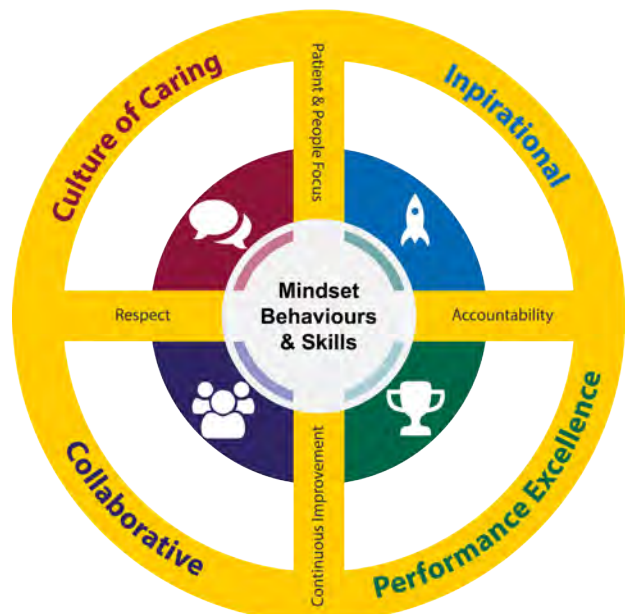 Culture of Caring
Patient & People Focus
Inpirational
Respect
Mindset
Behaviours
& Skills
Accountability
Collaborative
Continuous Improvement
Performance Excellence